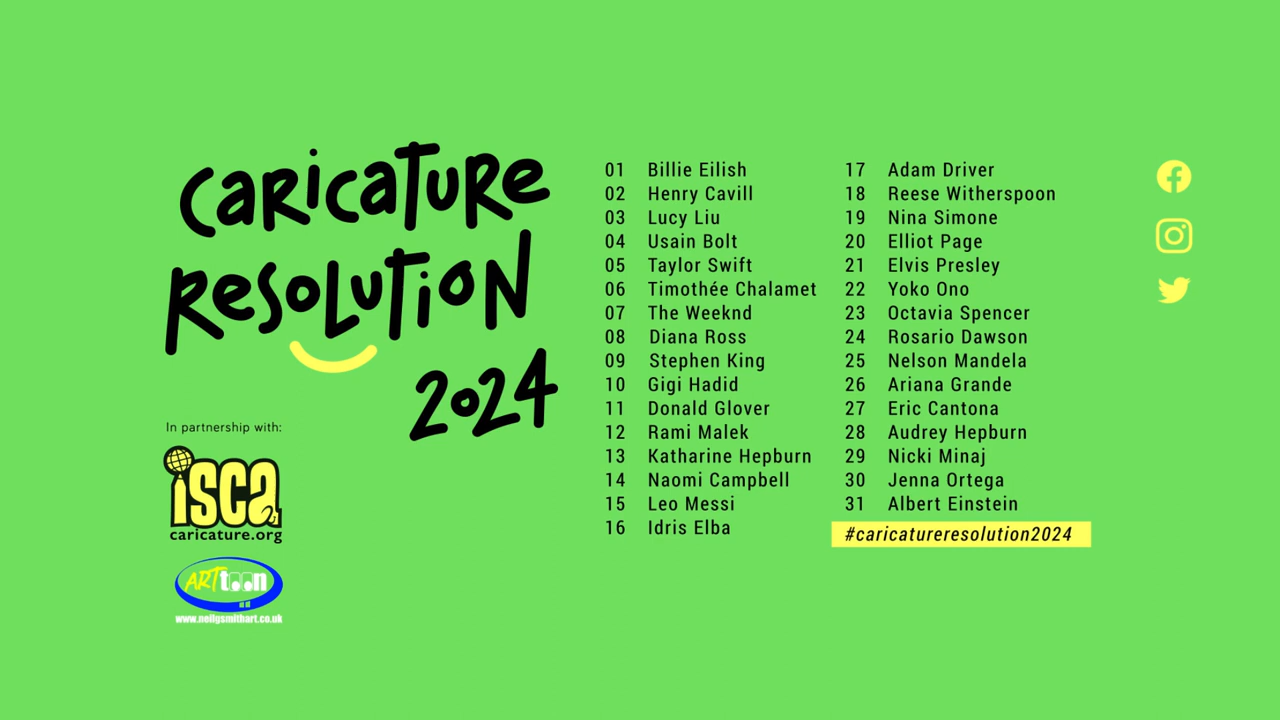 CARICATURE
RESOLUTION
2024
In partnership with:
isca
caricature.org
ARTtoon
www.neilgsmithart.co.uk
01 Billie Eilish
02 Henry Cavill
03 Lucy Liu
04 Usain Bolt
05 Taylor Swift
06 Timothée Chalamet
07 The Weeknd
08 Diana Ross
09 Stephen King
10 Gigi Hadid
11 Donald Glover
12 Rami Malek
13 Katharine Hepburn
14 Naomi Campbell
15 Leo Messi
16 Idris Elba
17 Adam Driver
18 Reese Witherspoon
19 Nina Simone
20 Elliot Page
21 Elvis Presley
22 Yoko Ono
23 Octavia Spencer
24 Rosario Dawson
25 Nelson Mandela
26 Ariana Grande
27 Eric Cantona
28 Audrey Hepburn
29 Nicki Minaj
30 Jenna Ortega
31 Albert Einstein
#caricatureresolution2024